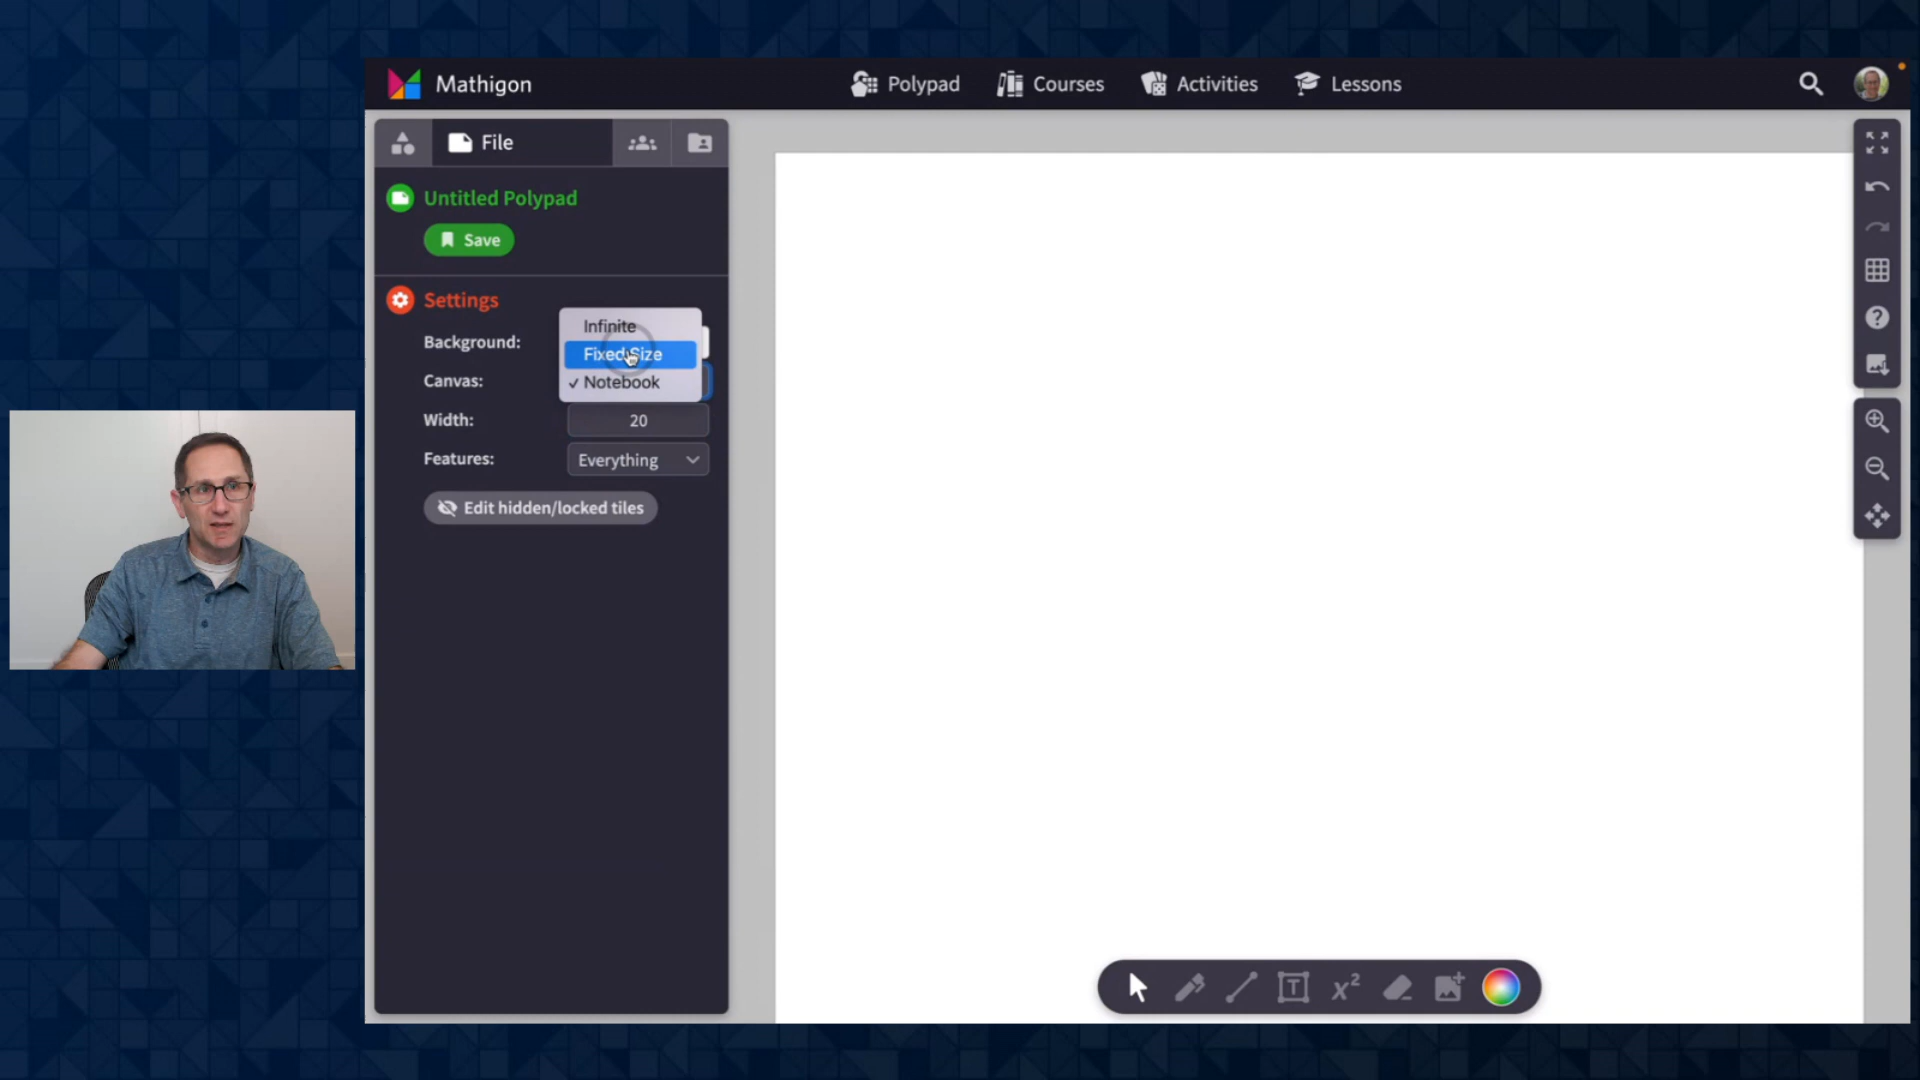 Mathigon
Polypad
Courses
Activities
Lessons
File
Untitled Polypad
Save
Settings
Background:
Infinite
Fixed Size
✓ Notebook
Canvas:
Width:
20
Features:
Everything
Edit hidden/locked tiles
T
x²